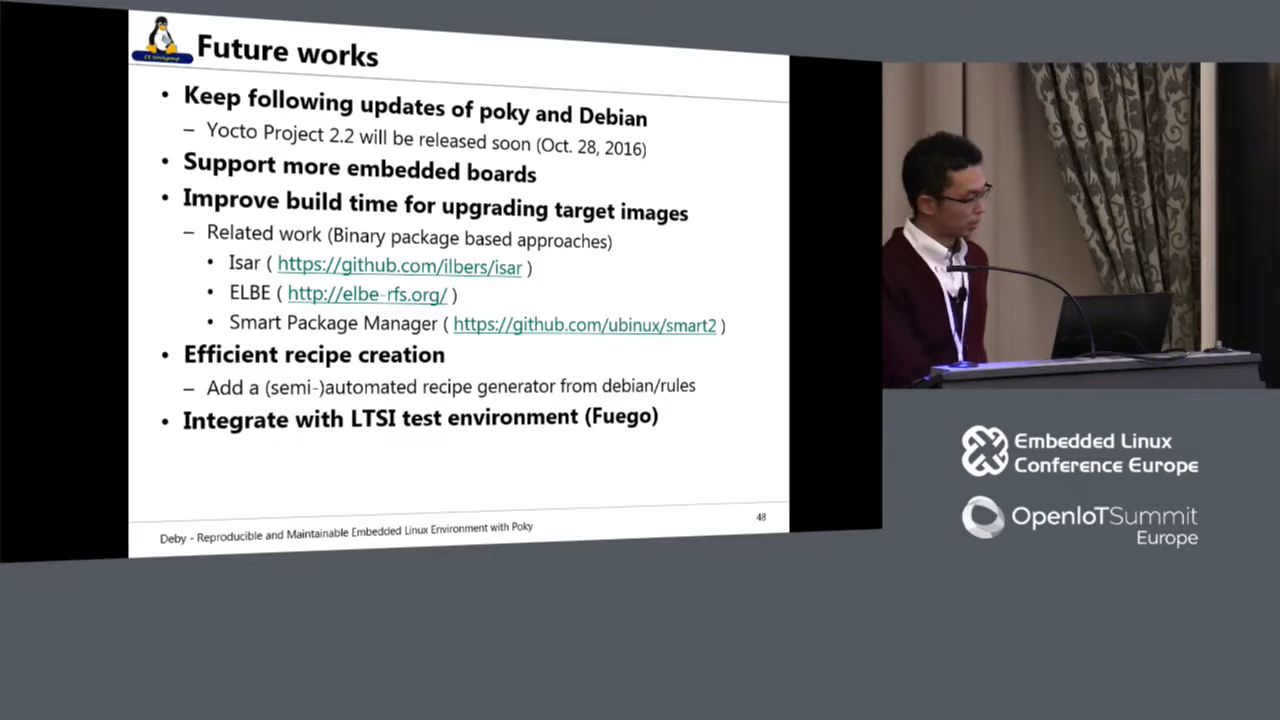 Future works
• Keep following updates of poky and Debian
– Yocto Project 2.2 will be released soon (Oct. 28, 2016)
• Support more embedded boards
• Improve build time for upgrading target images
– Related work (Binary package based approaches)
• Isar ( https://github.com/ilbers/isar )
• ELBE ( http://elbe-rfs.org/ )
• Smart Package Manager ( https://github.com/ubinux/smart2 )
• Efficient recipe creation
– Add a (semi-)automated recipe generator from debian/rules
• Integrate with LTSI test environment (Fuego)
Deby - Reproducible and Maintainable Embedded Linux Environment with Poky
48
Embedded Linux
Conference Europe
OpenIoTSummit
Europe